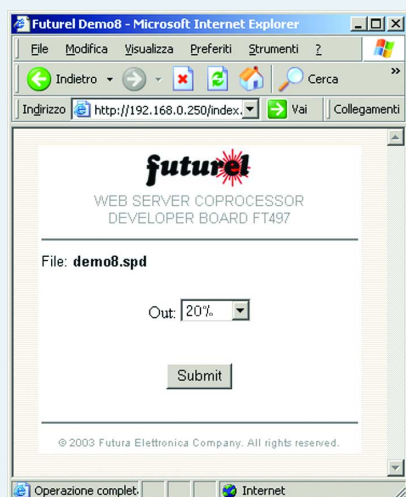 Futurel Demo8 - Microsoft Internet Explorer
File Modifica Visualizza Preferiti Strumenti ?
Indietro Cerca »
Indirizzo http://192.168.0.250/index. Vai Collegamenti
futurel
WEB SERVER COPROCESSOR
DEVELOPER BOARD FT497
File: demo8.spd
Out: 20%
Submit
© 2003 Futura Elettronica Company. All rights reserved.
Operazione complet. Internet